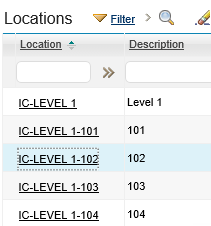 Locations Filter
Location Description
IC-LEVEL 1 Level 1
IC-LEVEL 1-101 101
IC-LEVEL 1-102 102
IC-LEVEL 1-103 103
IC-LEVEL 1-104 104